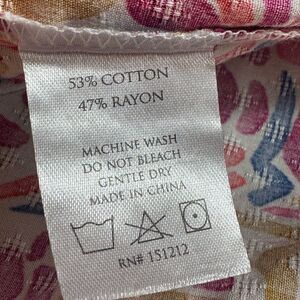 53% COTTON
47% RAYON
MACHINE WASH
DO NOT BLEACH
GENTLE DRY
MADE IN CHINA
RN# 151212